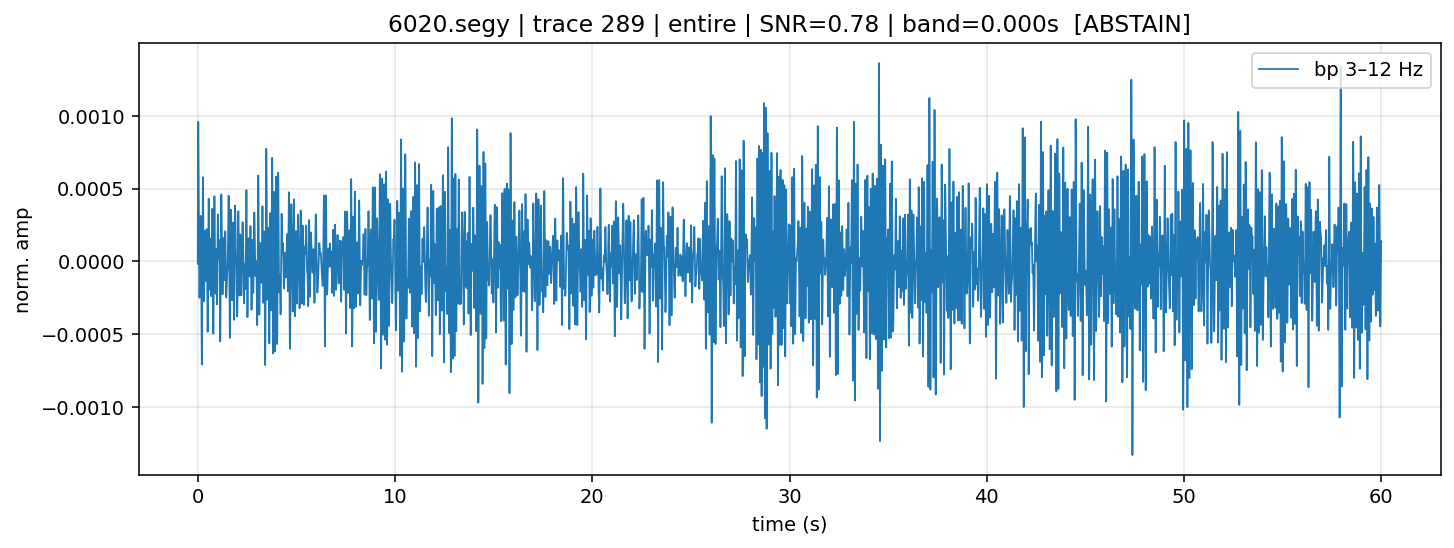 6020.segy | trace 289 | entire | SNR=0.78 | band=0.000s  [ABSTAIN]
bp 3–12 Hz
norm. amp
0.0010
0.0005
0.0000
−0.0005
−0.0010
0 10 20 30 40 50 60
time (s)